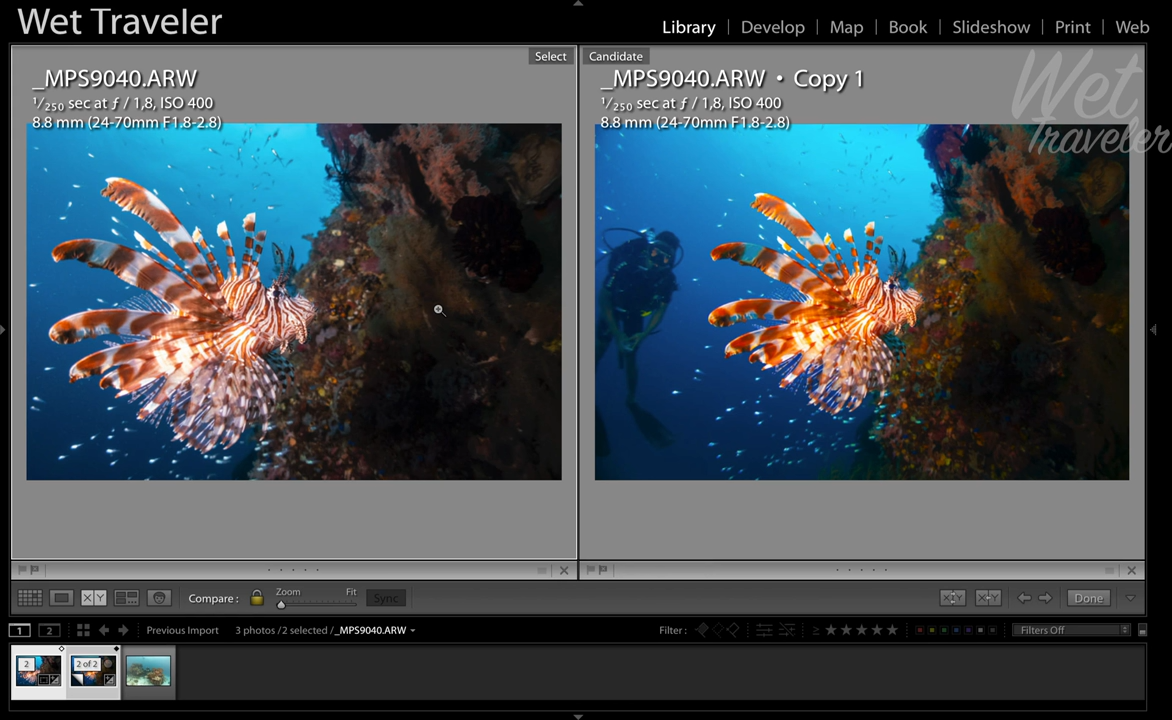 Wet Traveler
Library | Develop | Map | Book | Slideshow | Print | Web
Select
Candidate
_MPS9040.ARW
1/250 sec at ƒ / 1,8, ISO 400
8.8 mm (24-70mm F1.8-2.8)
_MPS9040.ARW • Copy 1
1/250 sec at ƒ / 1,8, ISO 400
8.8 mm (24-70mm F1.8-2.8)
Wet
Traveler
X Y
Compare :
Zoom
Fit
Sync
Done
1
2
Previous Import
3 photos /2 selected /_MPS9040.ARW
Filter :
Filters Off
2
2 of 2